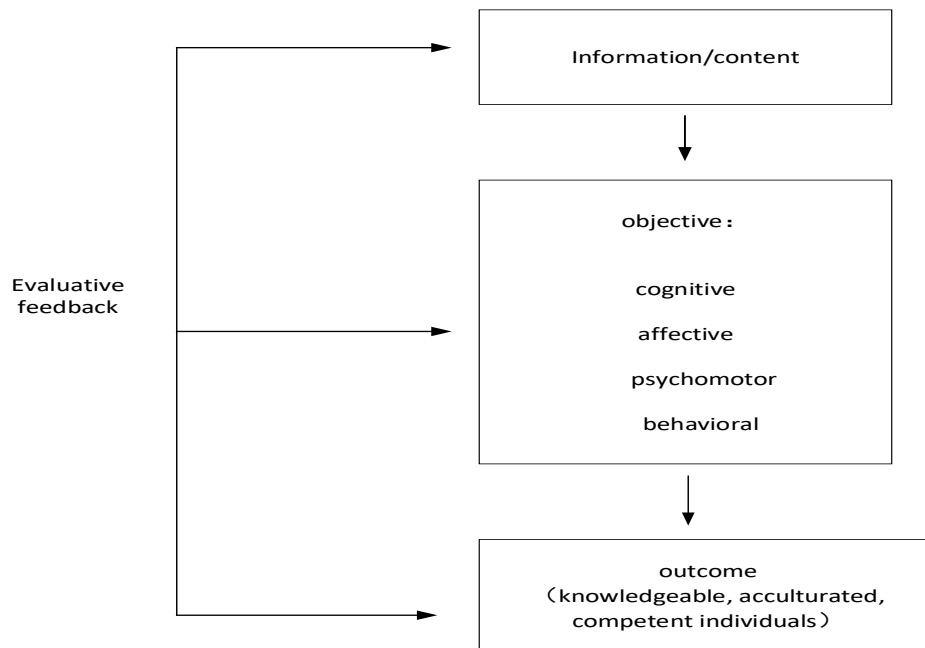 Information/content
objective：
cognitive
affective
psychomotor
behavioral
Evaluative
feedback
outcome
（knowledgeable, acculturated,
competent individuals）